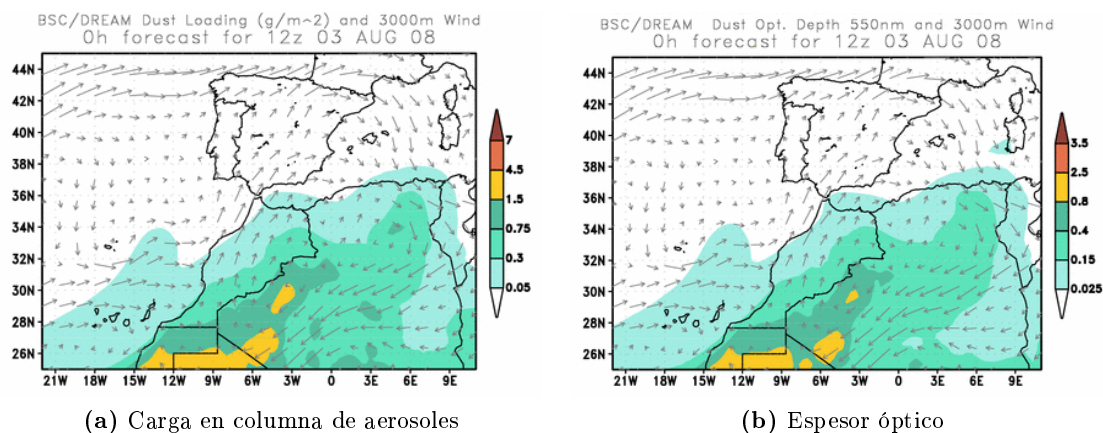 BSC/DREAM Dust Loading (g/m^2) and 3000m Wind
0h forecast for 12z 03 AUG 08
44N
42N
40N
38N
36N
34N
32N
30N
28N
26N
21W 18W 15W 12W 9W 6W 3W 0 3E 6E 9E
7
4.5
1.5
0.75
0.3
0.05
(a) Carga en columna de aerosoles
BSC/DREAM Dust Opt. Depth 550nm and 3000m Wind
0h forecast for 12z 03 AUG 08
44N
42N
40N
38N
36N
34N
32N
30N
28N
26N
21W 18W 15W 12W 9W 6W 3W 0 3E 6E 9E
3.5
2.5
0.8
0.4
0.15
0.025
(b) Espesor óptico